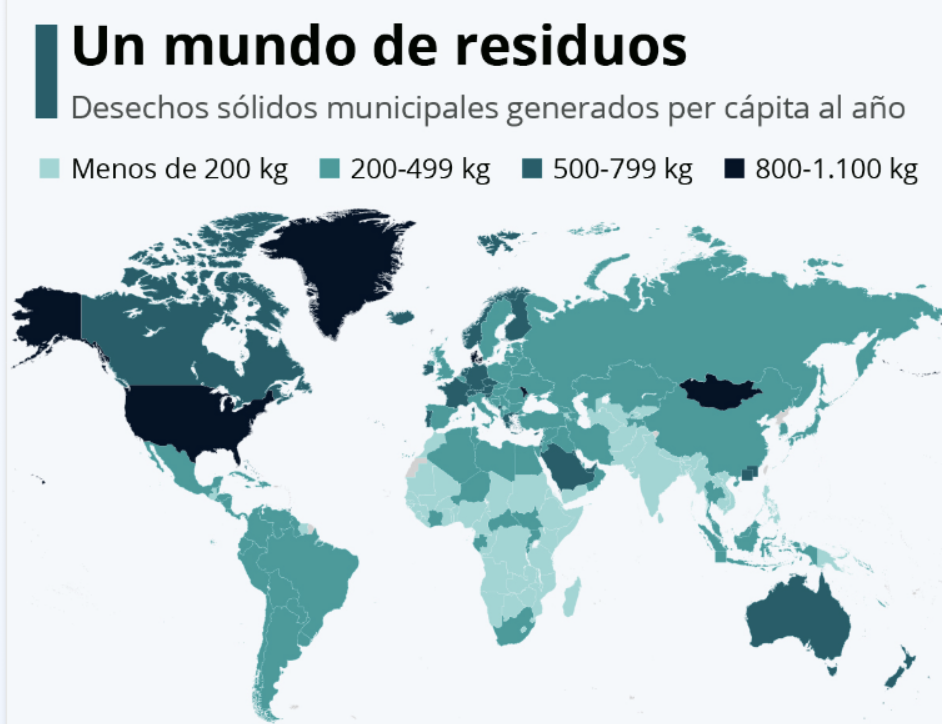 Un mundo de residuos
Desechos sólidos municipales generados per cápita al año
Menos de 200 kg 200-499 kg 500-799 kg 800-1.100 kg